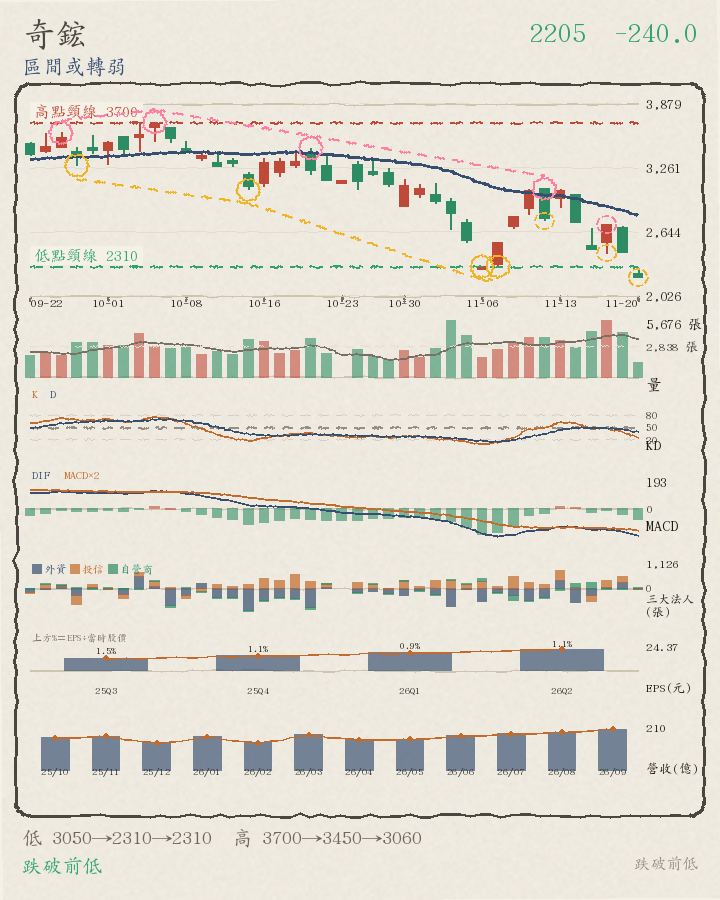 奇鋐
2205 -240.0
區間或轉弱
高點頸線 3700
3,879
3,261
2,644
低點頸線 2310
2,026
09-22 10-01 10-08 10-16 10-23 10-30 11-06 11-13 11-20
5,676 張
2,838 張
量
K D
80
50
20
KD
DIF MACD×2
193
0
MACD
外資 投信 自營商
1,126
0
三大法人
(張)
上方%=EPS÷當時股價
1.5% 1.1% 0.9% 1.1%
24.37
25Q3 25Q4 26Q1 26Q2
EPS(元)
210
25/10 25/11 25/12 26/01 26/02 26/03 26/04 26/05 26/06 26/07 26/08 26/09
營收(億)
低 3050→2310→2310 高 3700→3450→3060
跌破前低
跌破前低